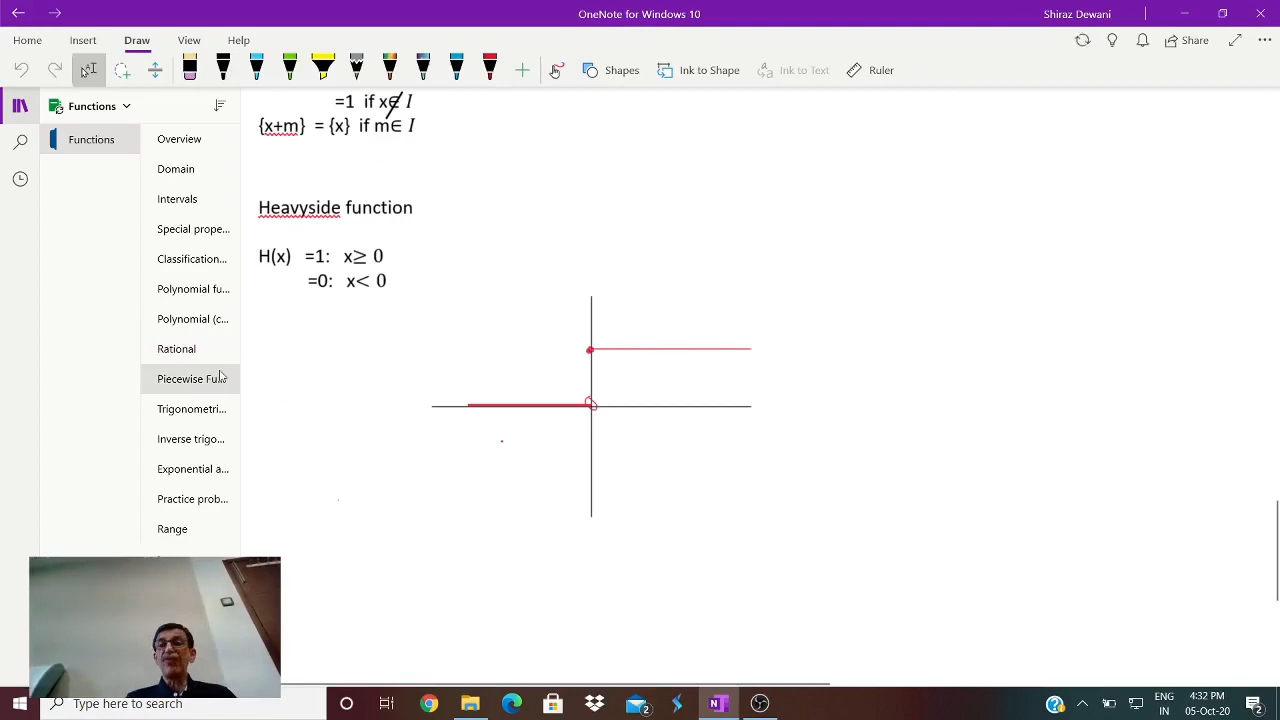 OneNote for Windows 10
Shiraz Dewani
Home
Insert
Draw
View
Help
Share
Shapes
Ink to Shape
Ink to Text
Ruler
Functions
Functions
Overview
Domain
Intervals
Special prope...
Classification...
Polynomial fu...
Polynomial (c...
Rational
Piecewise Fun
Trigonometri...
Inverse trigo...
Exponential a...
Practice prob...
Range
=1 if x∉ I
{x+m} = {x} if m∈ I
Heavyside function
H(x) =1: x≥ 0
=0: x< 0
Type here to search
2
ENG
IN
4:32 PM
05-Oct-20
2